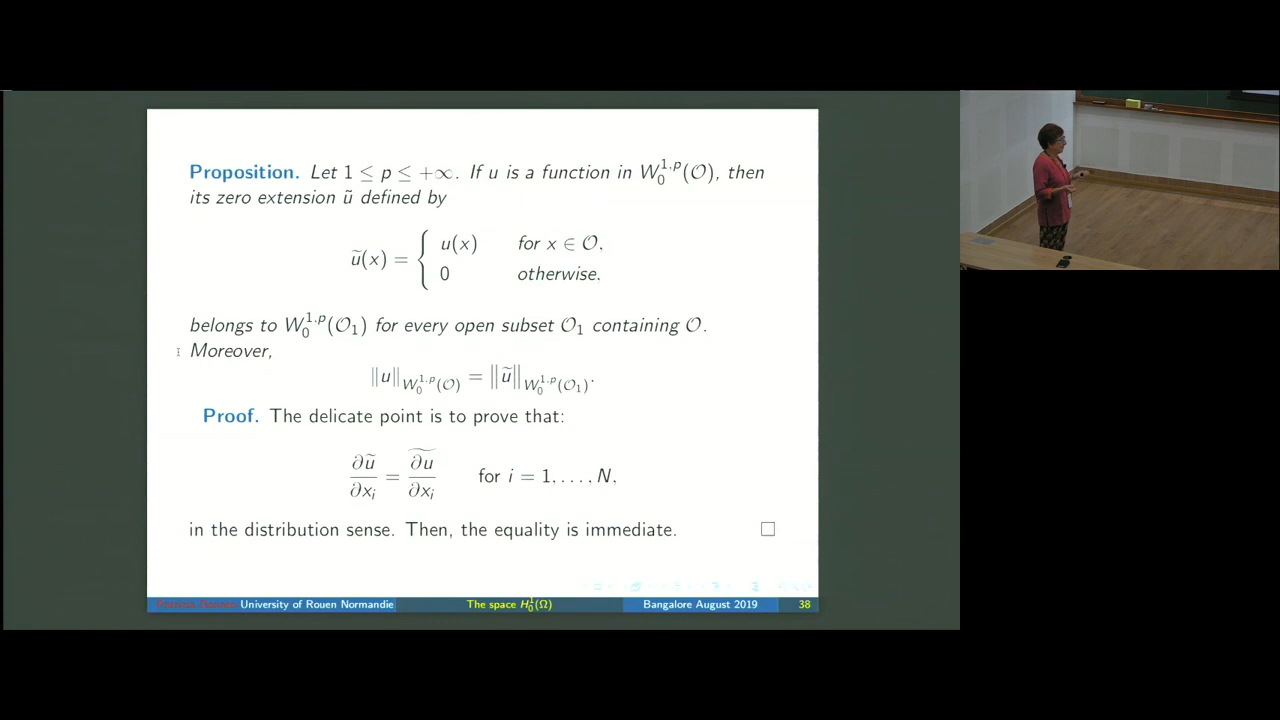 Proposition. Let 1 ≤ p ≤ +∞. If u is a function in W_0^{1,p}(𝒪), then
its zero extension ũ defined by
ũ(x) = { u(x) for x ∈ 𝒪,
0 otherwise.
belongs to W_0^{1,p}(𝒪_1) for every open subset 𝒪_1 containing 𝒪.
Moreover,
‖u‖_{W_0^{1,p}(𝒪)} = ‖ũ‖_{W_0^{1,p}(𝒪_1)}.
Proof. The delicate point is to prove that:
∂ũ/∂x_i = \widetilde{∂u}/∂x_i for i = 1, . . . , N,
in the distribution sense. Then, the equality is immediate. □
University of Rouen Normandie The space H_0^1(Ω) Bangalore August 2019 38